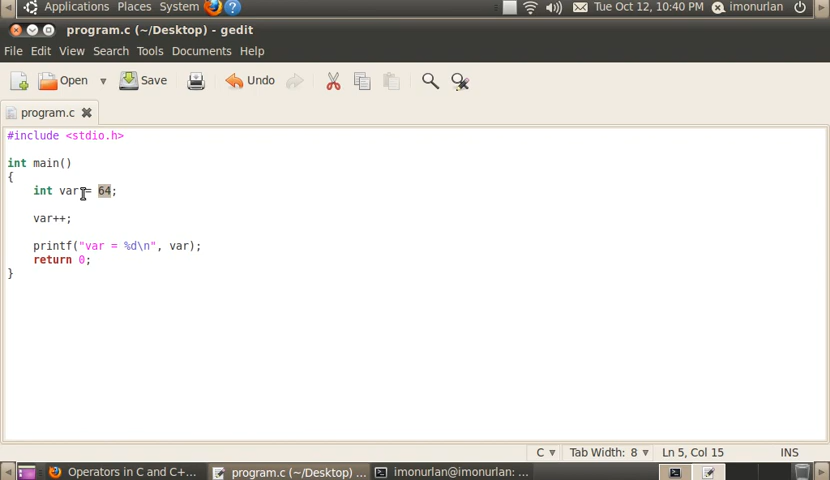 Applications Places System Tue Oct 12, 10:40 PM imonurlan
program.c (~/Desktop) - gedit
File Edit View Search Tools Documents Help
Open Save Undo
program.c
#include <stdio.h>
int main()
{
int var = 64;
var++;
printf("var = %d\n", var);
return 0;
}
C Tab Width: 8 Ln 5, Col 15 INS
Operators in C and C+... program.c (~/Desktop) ... imonurlan@imonurlan: ...